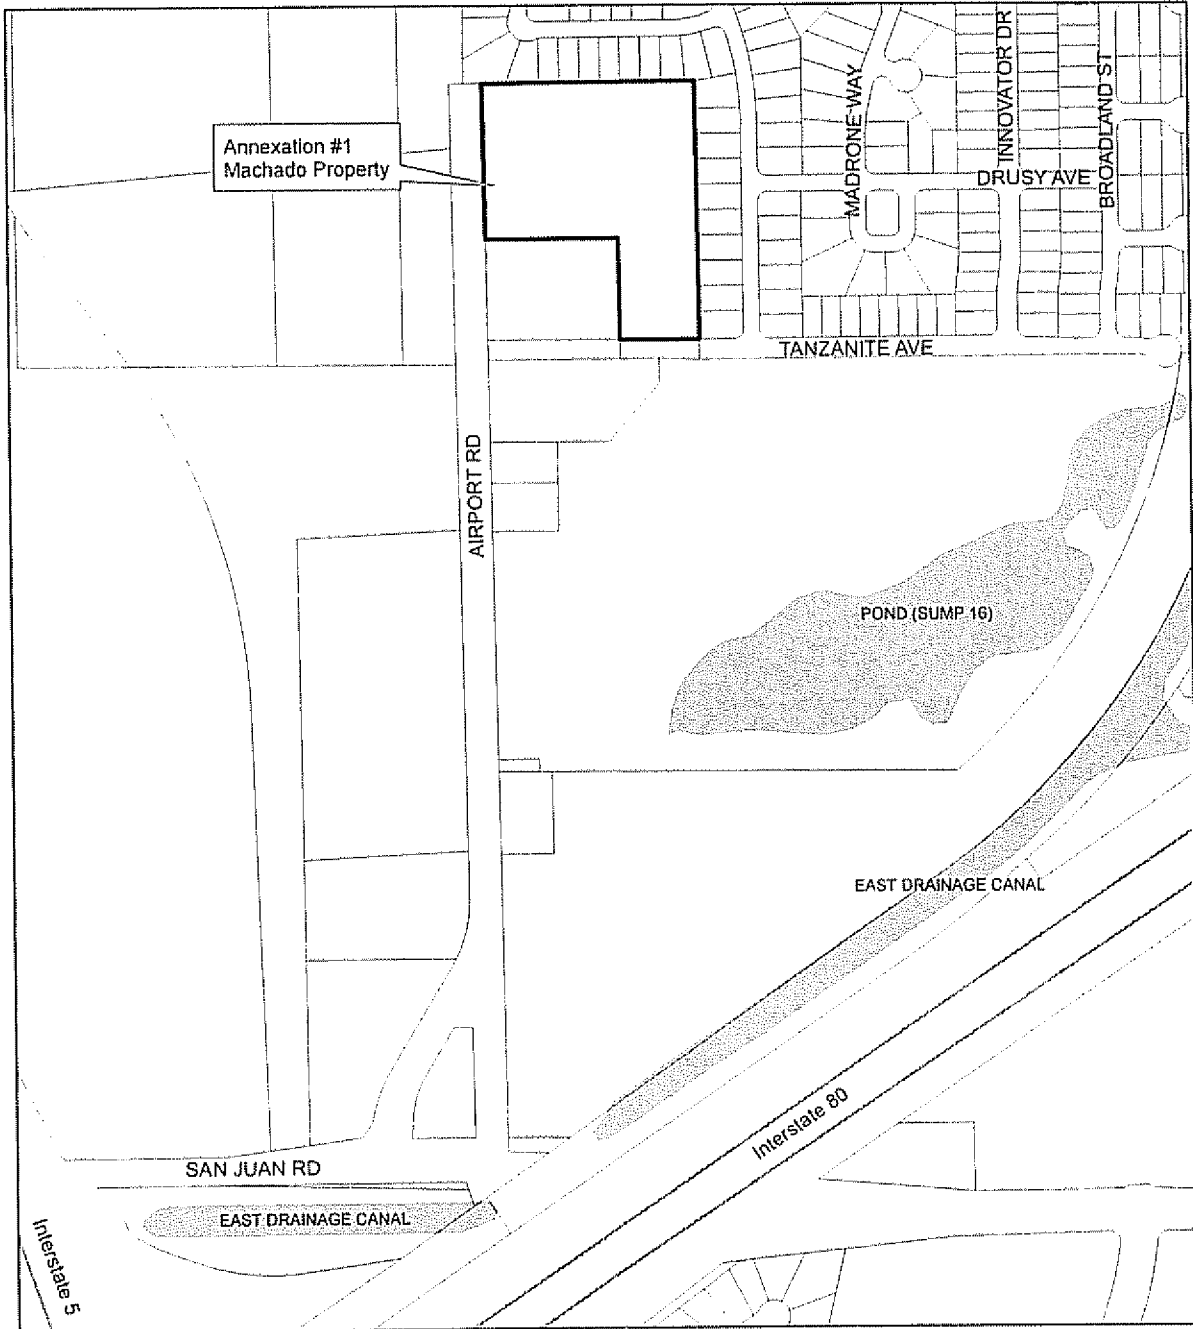 Annexation #1
Machado Property
MADRONE WAY
INNOVATOR DR
BROADLAND ST
DRUSY AVE
TANZANITE AVE
AIRPORT RD
POND (SUMP 16)
EAST DRAINAGE CANAL
Interstate 80
SAN JUAN RD
EAST DRAINAGE CANAL
Interstate 5